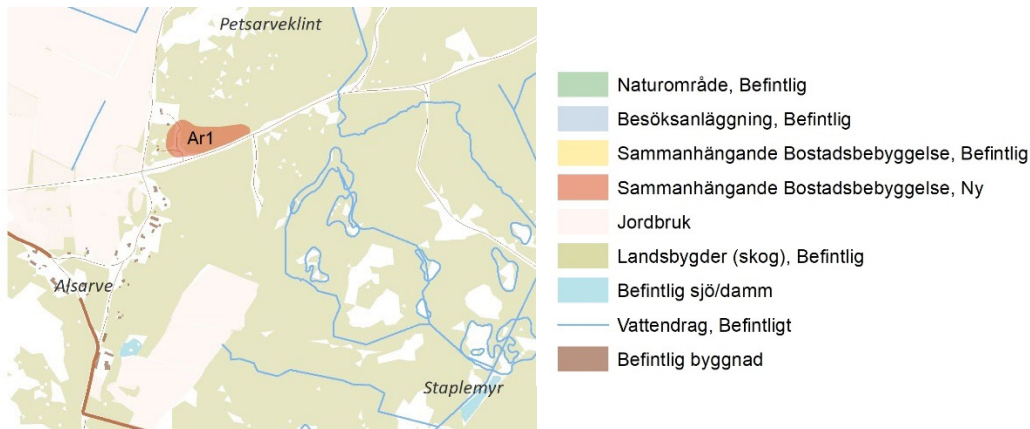 Petsarveklint
Ar1
Alsarve
Staplemyr
Naturområde, Befintlig
Besöksanläggning, Befintlig
Sammanhängande Bostadsbebyggelse, Befintlig
Sammanhängande Bostadsbebyggelse, Ny
Jordbruk
Landsbygder (skog), Befintlig
Befintlig sjö/damm
Vattendrag, Befintligt
Befintlig byggnad